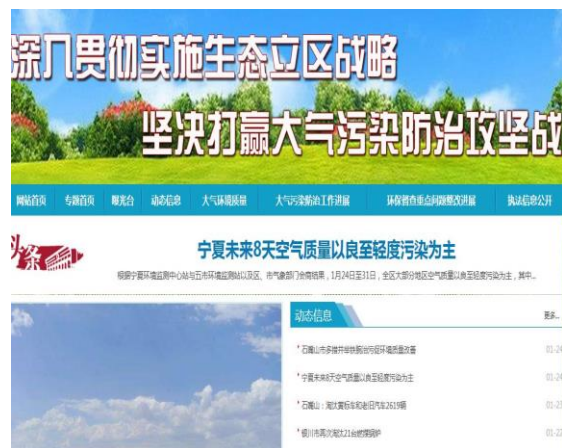 深入贯彻实施生态立区战略
坚决打赢大气污染防治攻坚战
网站首页 专题首页 曝光台 动态信息 大气环境质量 大气污染防治工作进展 环保督查重点问题整改进展 执法信息公开
头条
宁夏未来8天空气质量以良至轻度污染为主
根据宁夏环境监测中心站与五市环境监测站以及区、市气象部门会商结果，1月24日至31日，全区大部分地区空气质量以良至轻度污染为主，其中...
动态信息 更多..
石嘴山市多措并举铁腕治污促环境质量改善 01-24
宁夏未来8天空气质量以良至轻度污染为主 01-24
石嘴山：淘汰黄标车和老旧汽车2619辆 01-23
银川市再次淘汰21台燃煤锅炉 01-22